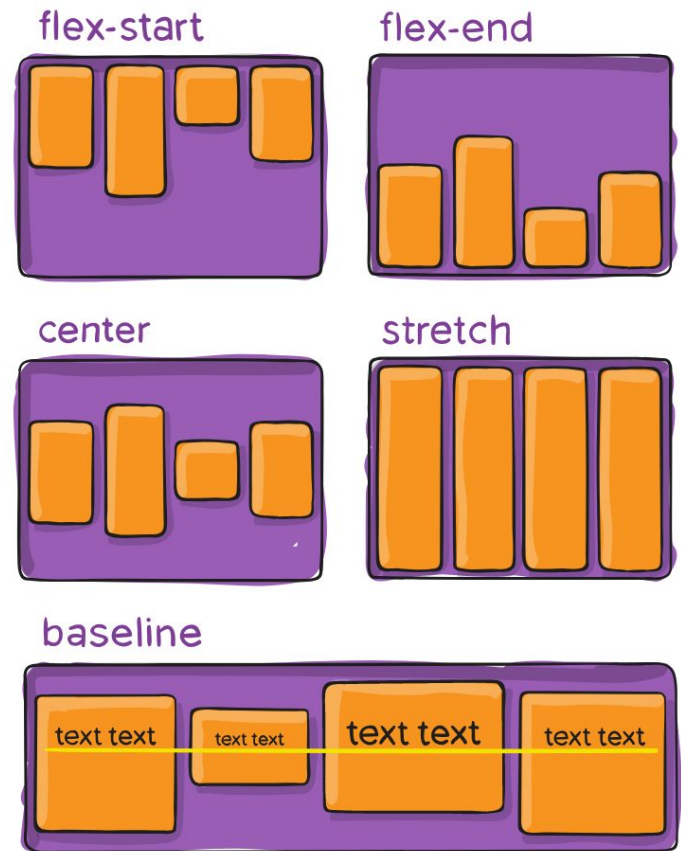 flex-start
flex-end
center
stretch
baseline
text text
text text
text text
text text